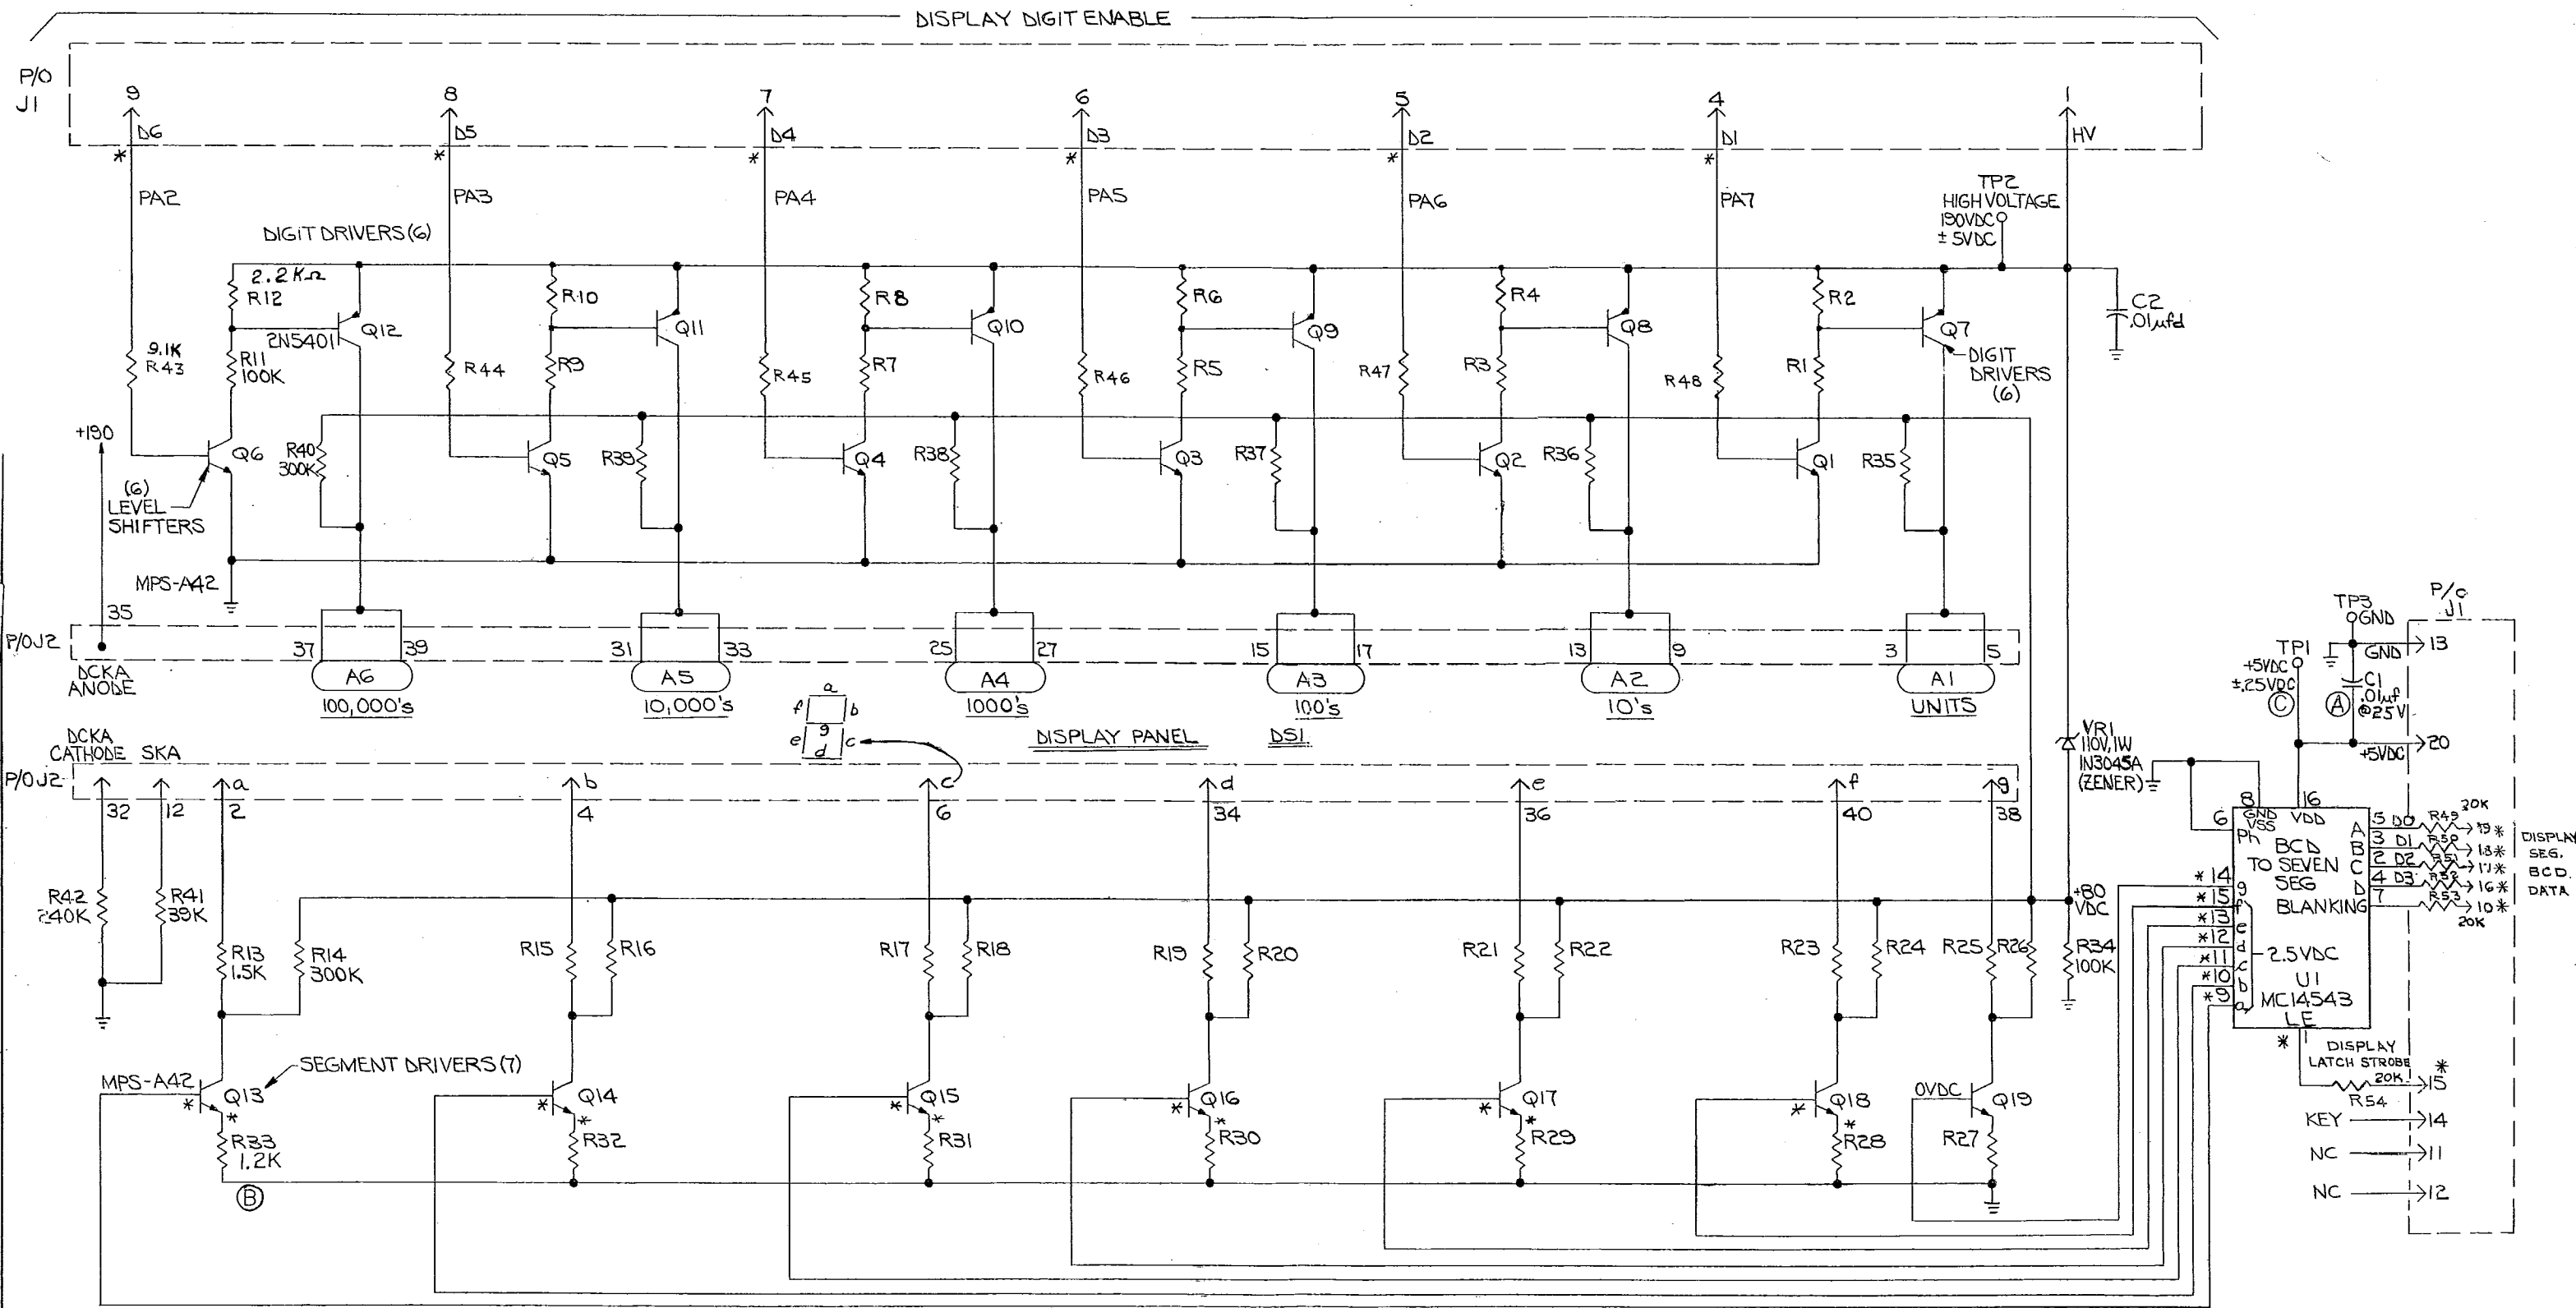 DISPLAY DIGIT ENABLE
P/O
J1
9
8
7
6
5
4
1
D6
D5
D4
D3
D2
D1
HV
*
*
*
*
*
*
PA2
PA3
PA4
PA5
PA6
PA7
TP2
HIGH VOLTAGE
190VDC
± 5VDC
DIGIT DRIVERS (6)
2.2KΩ
R12
R10
R8
R6
R4
R2
C2
.01µfd
Q12
2N5401
Q11
Q10
Q9
Q8
Q7
9.1K
R43
R11
100K
R44
R9
R45
R7
R46
R5
R47
R3
R48
R1
DIGIT
DRIVERS
(6)
+190
Q6
R40
300K
Q5
R39
Q4
R38
Q3
R37
Q2
R36
Q1
R35
(6)
LEVEL
SHIFTERS
MPS-A42
35
P/O J2
DCKA
ANODE
37
39
31
33
25
27
15
17
13
9
3
5
A6
A5
A4
A3
A2
A1
100,000's
10,000's
1000's
100's
10's
UNITS
a
f
b
g
e
c
d
DISPLAY PANEL
DS1
P/O
J1
TP3
GND
13
GND
TP1
+5VDC
±.25VDC
C
A
C1
.01µf
@25V
20
+5VDC
VR1
110V,1W
1N3045A
(ZENER)
DCKA
CATHODE
SKA
P/O J2
a
b
c
d
e
f
g
32
12
2
4
6
34
36
40
38
R42
240K
R41
39K
R13
1.5K
R14
300K
R15
R16
R17
R18
R19
R20
R21
R22
R23
R24
R25
R26
+80
VDC
R34
100K
8
16
GND
VSS
VDD
6
Ph
BCD
TO SEVEN
SEG
BLANKING
A
B
C
D
5
3
2
4
7
D0
D1
D2
D3
R49
R50
R51
R52
R53
20K
19*
18*
17*
16*
10*
20K
DISPLAY
SEG.
BCD.
DATA
*14
*15
*13
*12
*11
*10
*9
g
f
e
d
c
b
a
2.5VDC
U1
MC14543
LE
*
1
DISPLAY
LATCH STROBE
20K
R54
*
15
KEY
14
NC
11
NC
12
MPS-A42
SEGMENT DRIVERS (7)
Q13
Q14
Q15
Q16
Q17
Q18
0VDC
Q19
*
*
*
*
*
*
*
*
*
*
*
*
R33
1.2K
R32
R31
R30
R29
R28
R27
B